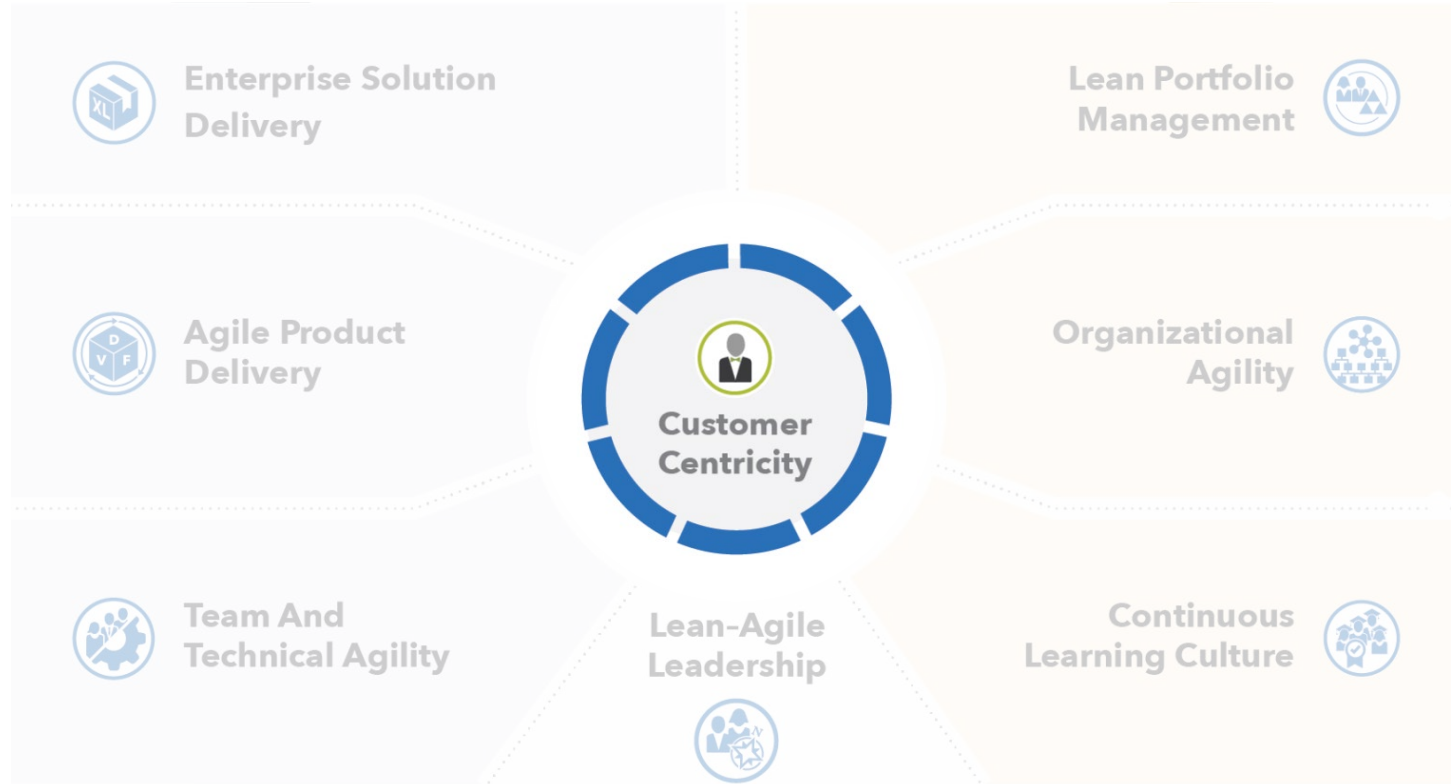 Enterprise Solution
Delivery
Lean Portfolio
Management
XL
Agile Product
Delivery
D
V F
Organizational
Agility
Customer
Centricity
Team And
Technical Agility
Lean-Agile
Leadership
N
Continuous
Learning Culture